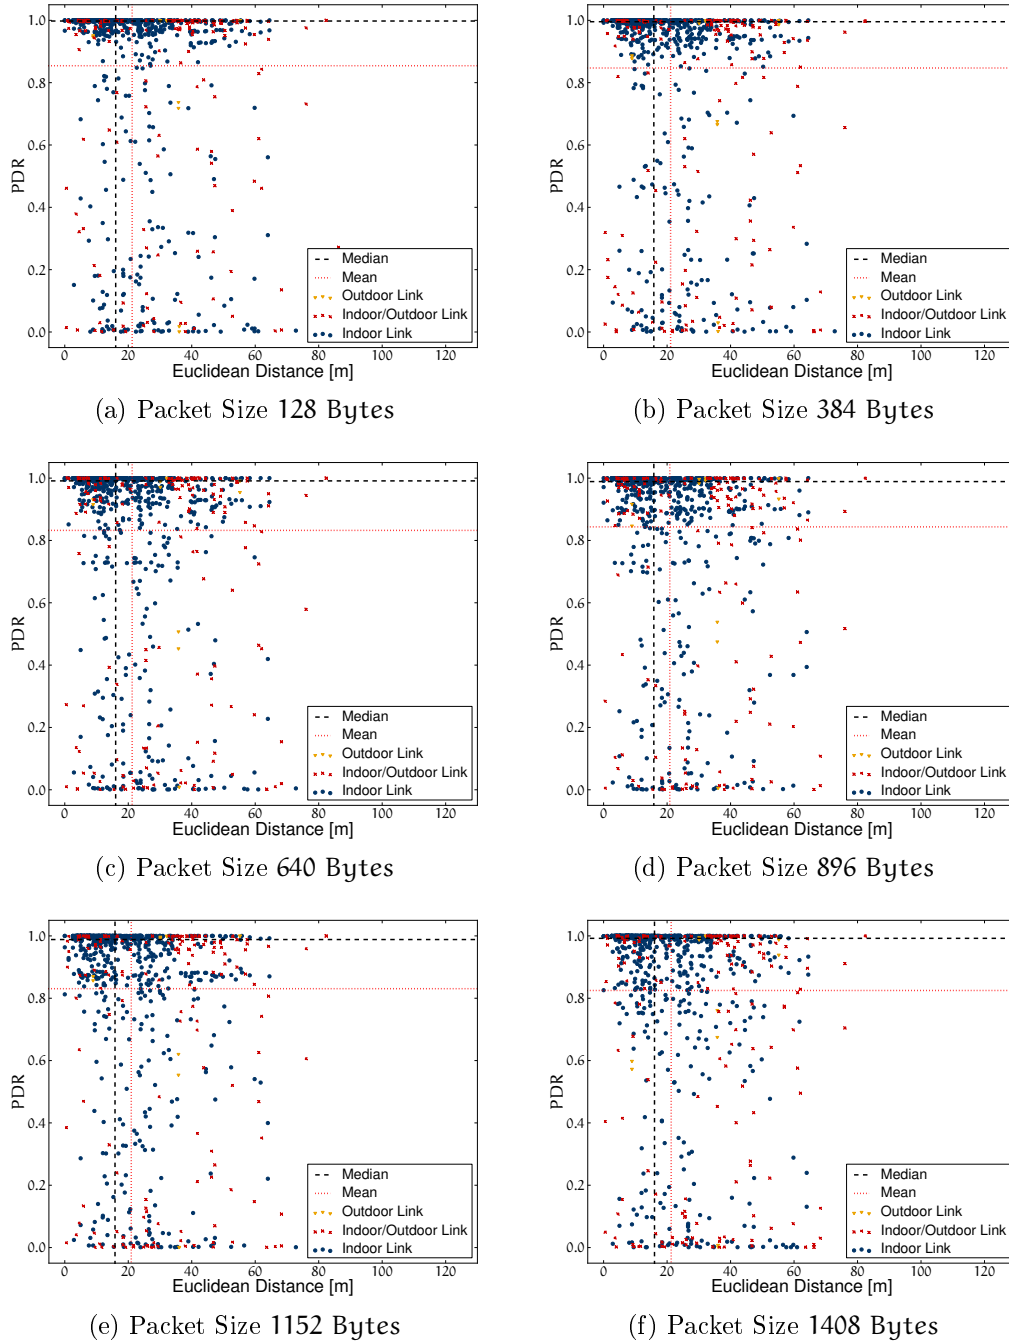 1.0
0.8
0.6
0.4
0.2
0.0
PDR
0 20 40 60 80 100 120
Euclidean Distance [m]
Median
Mean
Outdoor Link
Indoor/Outdoor Link
Indoor Link
(a) Packet Size 128 Bytes
1.0
0.8
0.6
0.4
0.2
0.0
PDR
0 20 40 60 80 100 120
Euclidean Distance [m]
Median
Mean
Outdoor Link
Indoor/Outdoor Link
Indoor Link
(b) Packet Size 384 Bytes
1.0
0.8
0.6
0.4
0.2
0.0
PDR
0 20 40 60 80 100 120
Euclidean Distance [m]
Median
Mean
Outdoor Link
Indoor/Outdoor Link
Indoor Link
(c) Packet Size 640 Bytes
1.0
0.8
0.6
0.4
0.2
0.0
PDR
0 20 40 60 80 100 120
Euclidean Distance [m]
Median
Mean
Outdoor Link
Indoor/Outdoor Link
Indoor Link
(d) Packet Size 896 Bytes
1.0
0.8
0.6
0.4
0.2
0.0
PDR
0 20 40 60 80 100 120
Euclidean Distance [m]
Median
Mean
Outdoor Link
Indoor/Outdoor Link
Indoor Link
(e) Packet Size 1152 Bytes
1.0
0.8
0.6
0.4
0.2
0.0
PDR
0 20 40 60 80 100 120
Euclidean Distance [m]
Median
Mean
Outdoor Link
Indoor/Outdoor Link
Indoor Link
(f) Packet Size 1408 Bytes